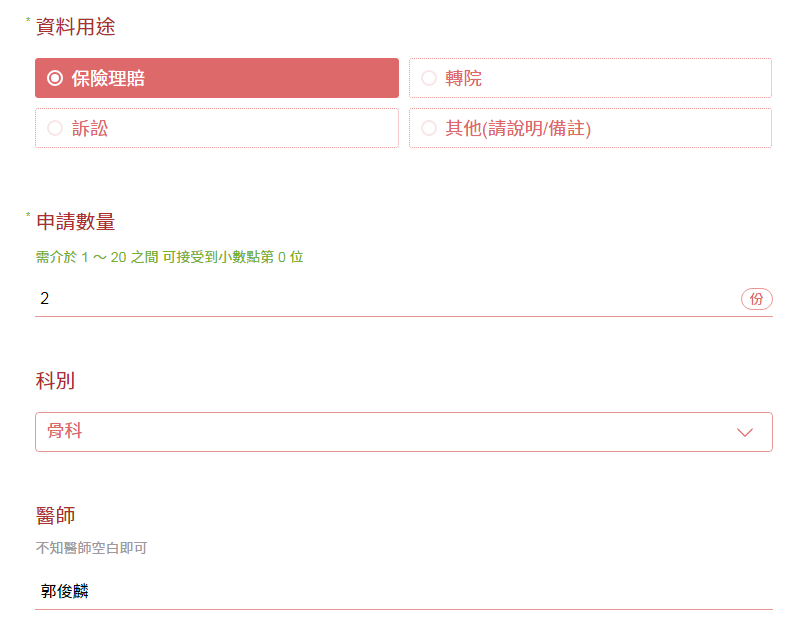 * 資料用途
保險理賠
轉院
訴訟
其他(請說明/備註)
* 申請數量
需介於 1 ～ 20 之間 可接受到小數點第 0 位
2
份
科別
骨科
醫師
不知醫師空白即可
郭俊麟